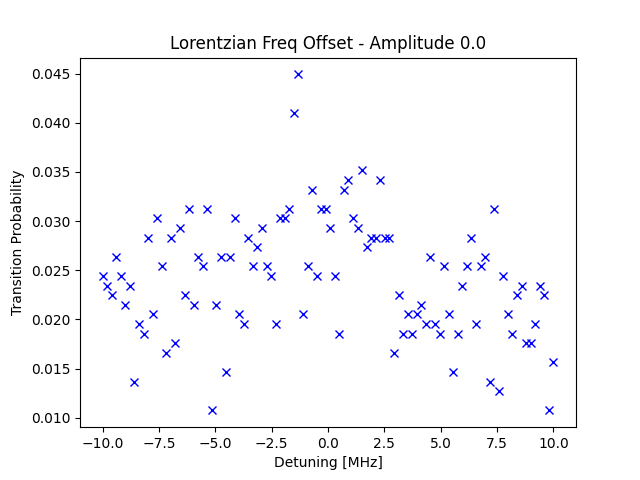 Lorentzian Freq Offset - Amplitude 0.0
0.045
0.040
0.035
0.030
0.025
0.020
0.015
0.010
Transition Probability
−10.0 −7.5 −5.0 −2.5 0.0 2.5 5.0 7.5 10.0
Detuning [MHz]